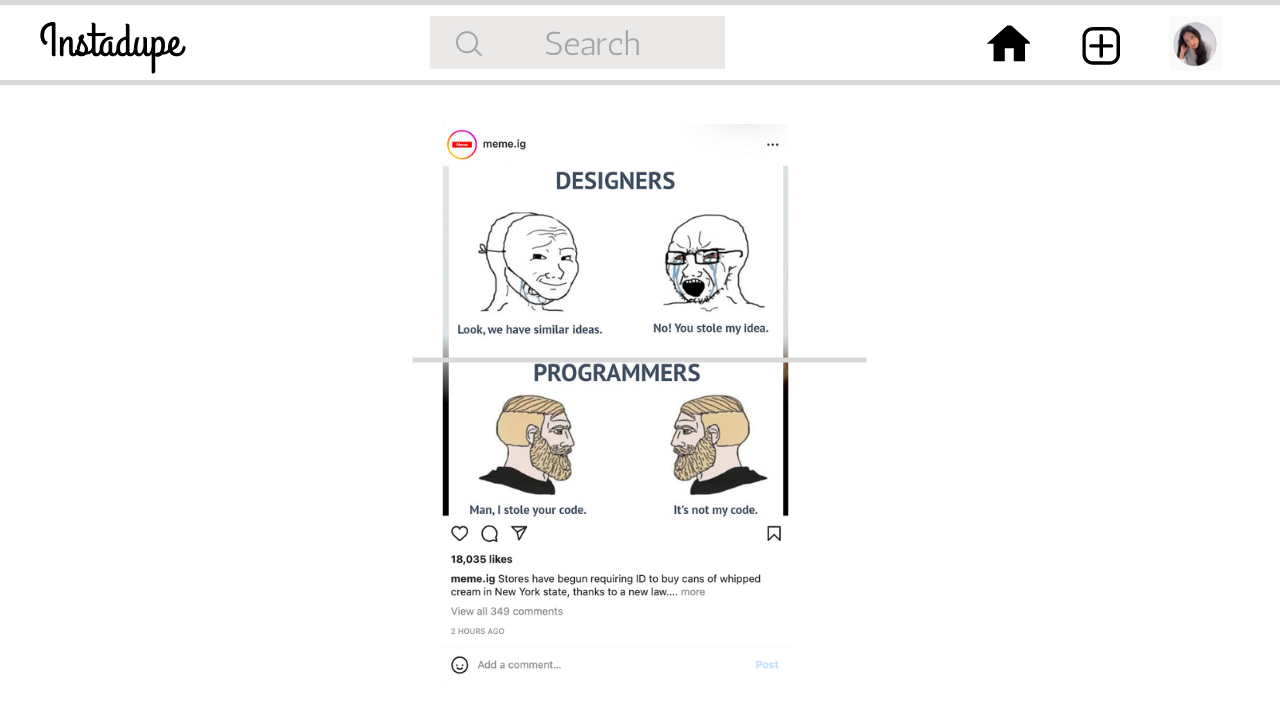 Instadupe
Search
Meme
meme.ig
DESIGNERS
Look, we have similar ideas.
No! You stole my idea.
PROGRAMMERS
Man, I stole your code.
It's not my code.
18,035 likes
meme.ig Stores have begun requiring ID to buy cans of whipped
cream in New York state, thanks to a new law.... more
View all 349 comments
2 HOURS AGO
Add a comment...
Post